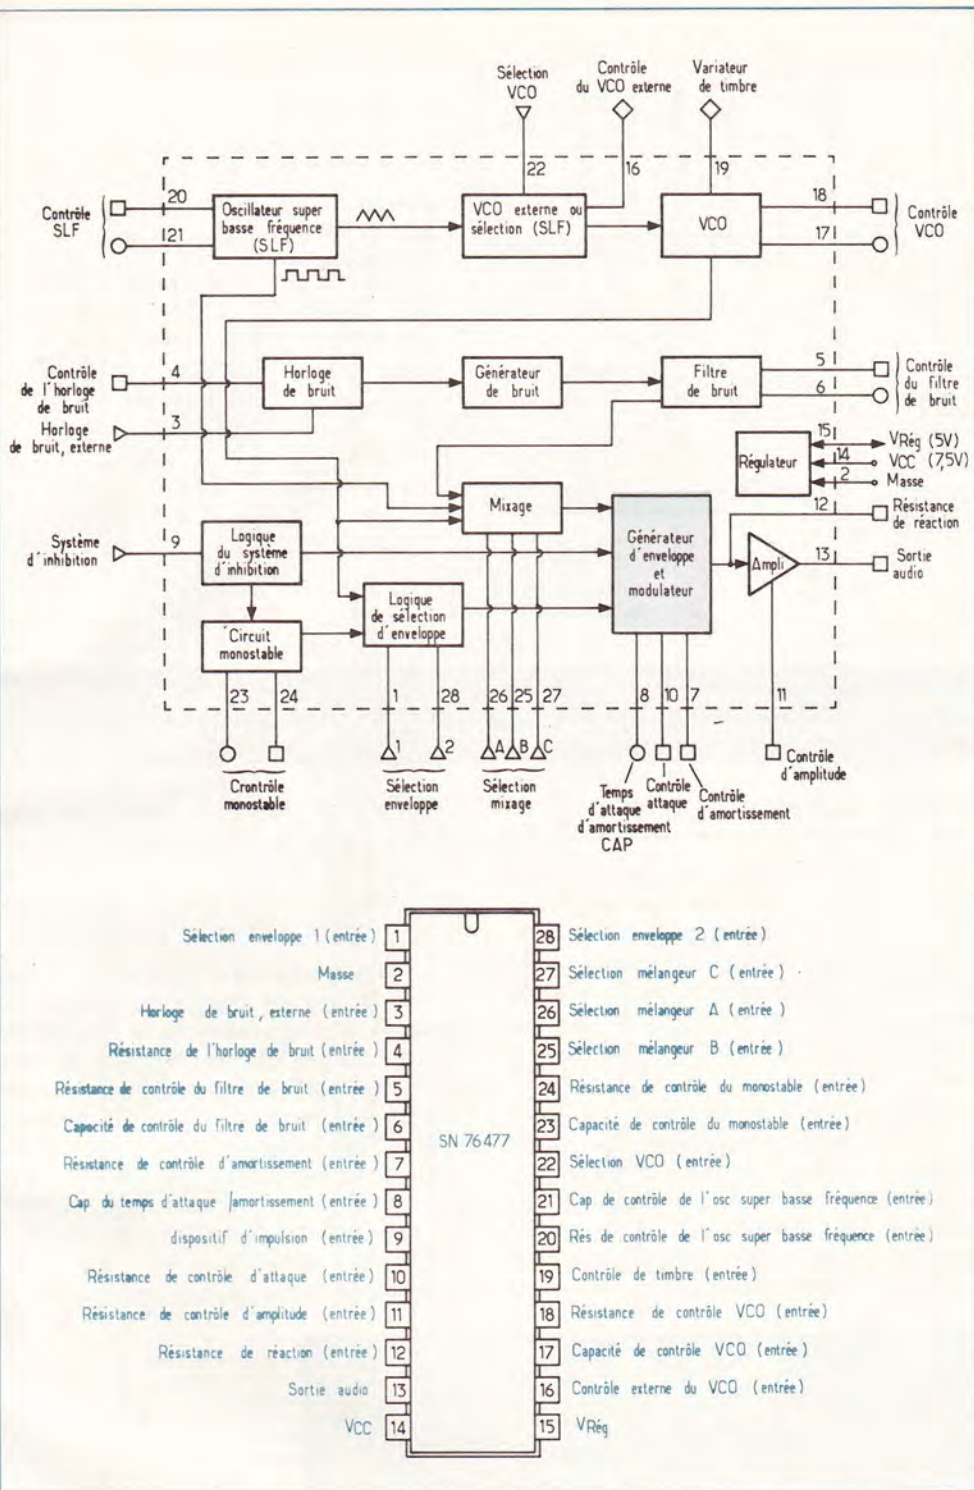 Sélection
VCO
Contrôle
du VCO externe
Variateur
de timbre
22
16
19
Contrôle
SLF
20
21
Oscillateur super
basse fréquence
(SLF)
VCO externe ou
sélection (SLF)
VCO
18
17
Contrôle
VCO
Contrôle
de l'horloge
de bruit
4
Horloge
de bruit
Générateur
de bruit
Filtre
de bruit
5
6
Contrôle
du filtre
de bruit
Horloge
de bruit, externe
3
Régulateur
15
VRég (5V)
14
VCC (7,5V)
2
Masse
Mixage
12
Résistance
de réaction
Système
d'inhibition
9
Logique
du système
d'inhibition
Générateur
d'enveloppe
et
modulateur
Ampli
13
Sortie
audio
Logique
de sélection
d'enveloppe
Circuit
monostable
23
24
1
28
26
25
27
8
10
7
11
1
2
A
B
C
Crontrôle
monostable
Sélection
enveloppe
Sélection
mixage
Temps
d'attaque
d'amortissement
CAP
Contrôle
attaque
Contrôle
d'amortissement
Contrôle
d'amplitude
Sélection enveloppe 1 (entrée) 1
28 Sélection enveloppe 2 (entrée)
Masse 2
27 Sélection mélangeur C (entrée)
Horloge de bruit, externe (entrée) 3
26 Sélection mélangeur A (entrée)
Résistance de l'horloge de bruit (entrée) 4
25 Sélection mélangeur B (entrée)
Résistance de contrôle du filtre de bruit (entrée) 5
24 Résistance de contrôle du monostable (entrée)
Capacité de contrôle du filtre de bruit (entrée) 6
SN 76477
23 Capacité de contrôle du monostable (entrée)
Résistance de contrôle d'amortissement (entrée) 7
22 Sélection VCO (entrée)
Cap du temps d'attaque /amortissement (entrée) 8
21 Cap de contrôle de l'osc super basse fréquence (entrée)
dispositif d'impulsion (entrée) 9
20 Rés de contrôle de l'osc super basse fréquence (entrée)
Résistance de contrôle d'attaque (entrée) 10
19 Contrôle de timbre (entrée)
Résistance de contrôle d'amplitude (entrée) 11
18 Résistance de contrôle VCO (entrée)
Résistance de réaction (entrée) 12
17 Capacité de contrôle VCO (entrée)
Sortie audio 13
16 Contrôle externe du VCO (entrée)
VCC 14
15 VRég